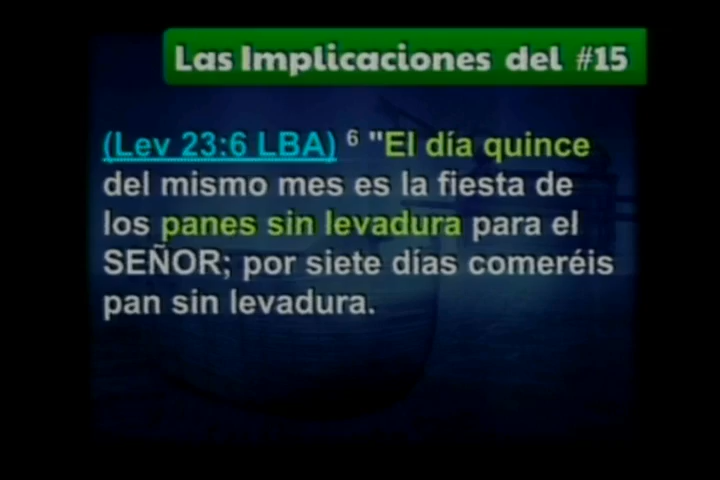 Las Implicaciones del #15
(Lev 23:6 LBA) 6 "El día quince
del mismo mes es la fiesta de
los panes sin levadura para el
SEÑOR; por siete días comeréis
pan sin levadura.